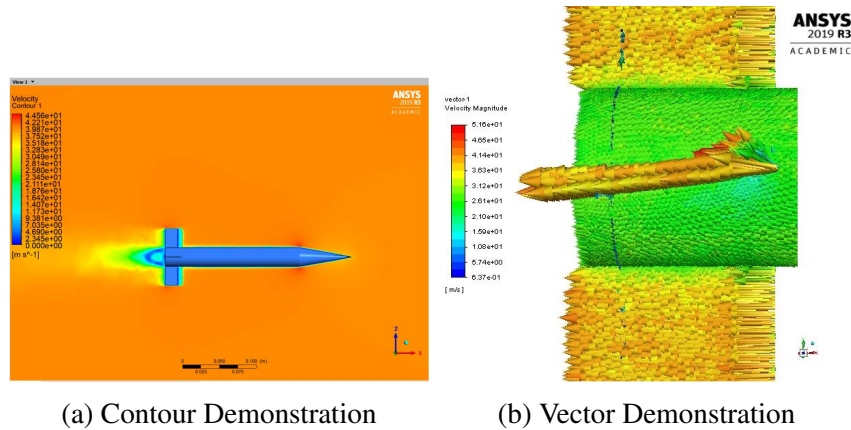 View 1
ANSYS
2019 R3
ACADEMIC
Velocity
Contour 1
4.456e+01
4.221e+01
3.987e+01
3.752e+01
3.518e+01
3.283e+01
3.049e+01
2.814e+01
2.580e+01
2.345e+01
2.111e+01
1.876e+01
1.642e+01
1.407e+01
1.173e+01
9.381e+00
7.035e+00
4.690e+00
2.345e+00
0.000e+00
[m s^-1]
0 0.050 0.100 (m)
0.025 0.075
Z
X
ANSYS
2019 R3
ACADEMIC
vector-1
Velocity Magnitude
5.16e+01
4.65e+01
4.14e+01
3.63e+01
3.12e+01
2.61e+01
2.10e+01
1.59e+01
1.08e+01
5.74e+00
6.37e-01
[ m/s ]
(a) Contour Demonstration
(b) Vector Demonstration